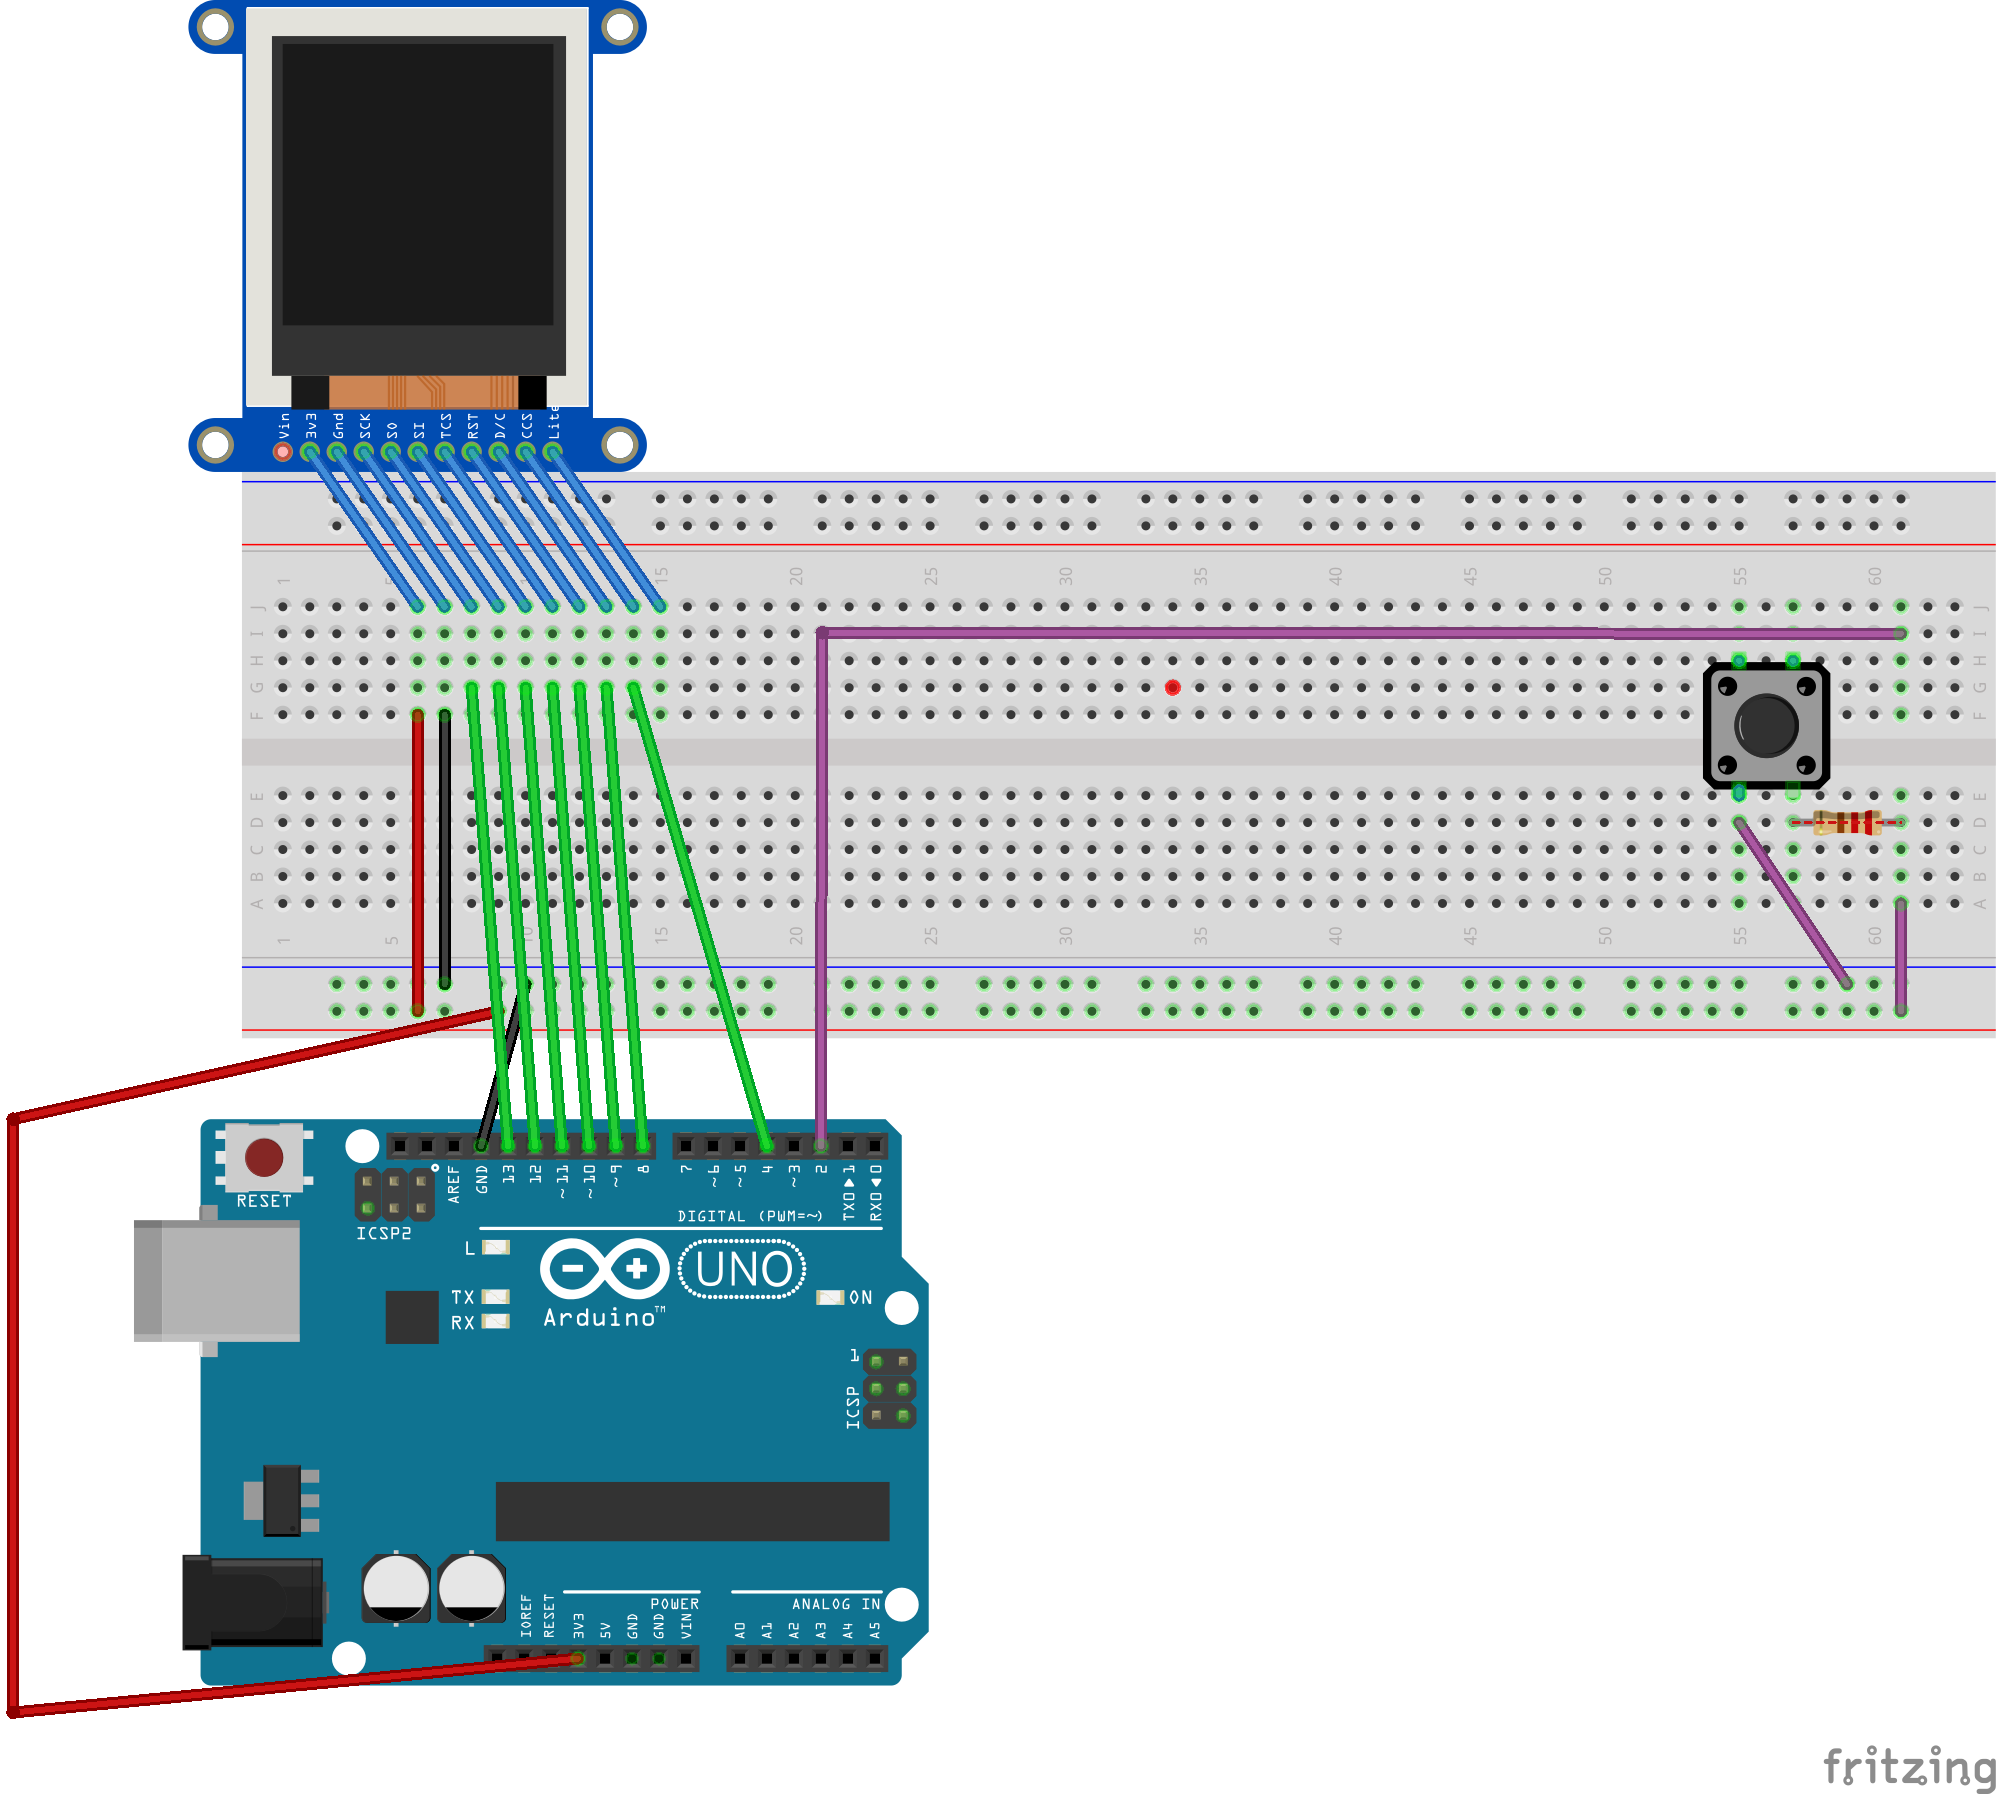 Vin 3v3 Gnd SCK SO SI TCS RST D/C CCS Lite
1 5 15 20 25 30 35 40 45 50 55 60
J J
I I
H H
G G
F F
E E
D D
C C
B B
A A
1 5 10 15 20 25 30 35 40 45 50 55 60
RESET
AREF GND 13 12 ~11 ~10 ~9 8 7 ~6 ~5 4 ~3 2 TX0▶1 RX0◀0
ICSP2
DIGITAL (PWM=~)
L
TX
RX
UNO
ON
Arduino™
1
ICSP
IOREF RESET 3V3 5V GND GND VIN
POWER
A0 A1 A2 A3 A4 A5
ANALOG IN
fritzing